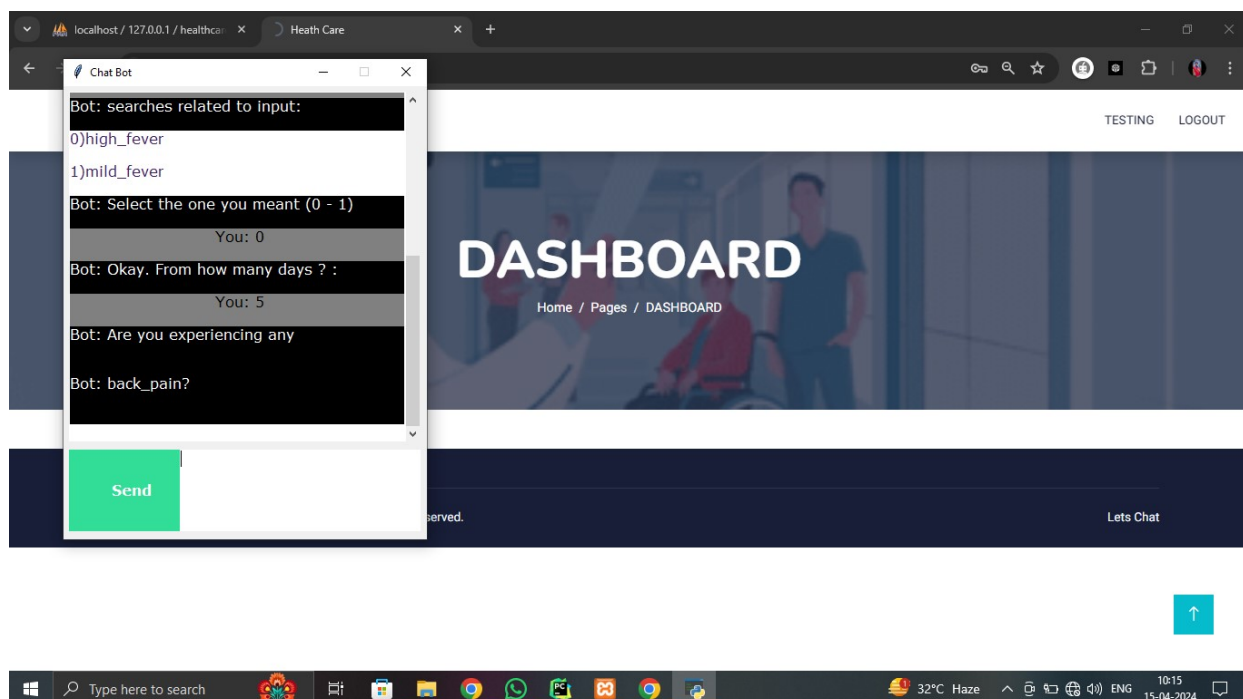 localhost / 127.0.0.1 / healthcar
Heath Care
Chat Bot
Bot: searches related to input:
0)high_fever
1)mild_fever
Bot: Select the one you meant (0 - 1)
You: 0
Bot: Okay. From how many days ? :
You: 5
Bot: Are you experiencing any
Bot: back_pain?
Send
TESTING LOGOUT
DASHBOARD
Home / Pages / DASHBOARD
served.
Lets Chat
Type here to search
32°C Haze
ENG
10:15
15-04-2024